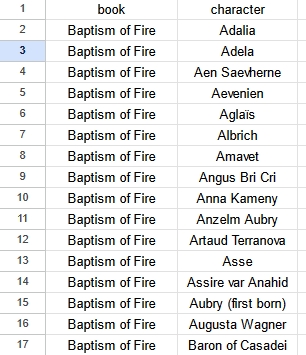 1 book character
2 Baptism of Fire Adalia
3 Baptism of Fire Adela
4 Baptism of Fire Aen Saevherne
5 Baptism of Fire Aevenien
6 Baptism of Fire Aglaïs
7 Baptism of Fire Albrich
8 Baptism of Fire Amavet
9 Baptism of Fire Angus Bri Cri
10 Baptism of Fire Anna Kameny
11 Baptism of Fire Anzelm Aubry
12 Baptism of Fire Artaud Terranova
13 Baptism of Fire Asse
14 Baptism of Fire Assire var Anahid
15 Baptism of Fire Aubry (first born)
16 Baptism of Fire Augusta Wagner
17 Baptism of Fire Baron of Casadei